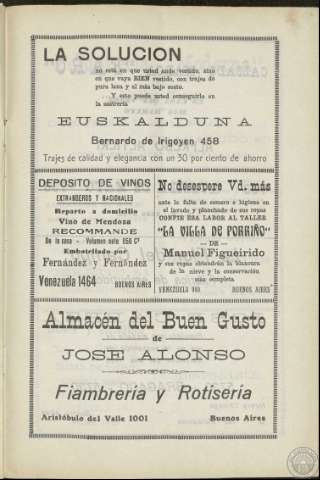 LA SOLUCION
no está en que usted ande vestido, sino
en que vaya BIEN vestido, con trajes de
pura lana y al más bajo costo.
...Y esto puede usted conseguirlo en
la sastrería
EUSKALDUNA
Bernardo de Irigoyen 458
Trajes de calidad y elegancia con un 30 por ciento de ahorro
DEPOSITO DE VINOS
EXTRANGEROS Y NACIONALES
Reparto a domicilio
Vino de Mendoza
RECOMMANDE
De la casa - Volumen neto 950 Cᶜ
Embotellado por
Fernández y Fernández
Venezuela 1464 BUENOS AIRES
No desespere Vd. más
ante la falta de esmero e higiene en
el lavado y planchado de sus ropas
CONFIE ESA LABOR AL TALLER
"LA VILLA DE PORRIÑO"
— DE —
Manuel Figueirido
y sus ropas obtendrán la blancura
de la nieve y la conservación
más completa.
VENEZUELA BUENOS AIRES
Almacén del Buen Gusto
de
JOSE ALONSO
Fiambrería y Rotisería
Aristóbulo del Valle 1001 Buenos Aires